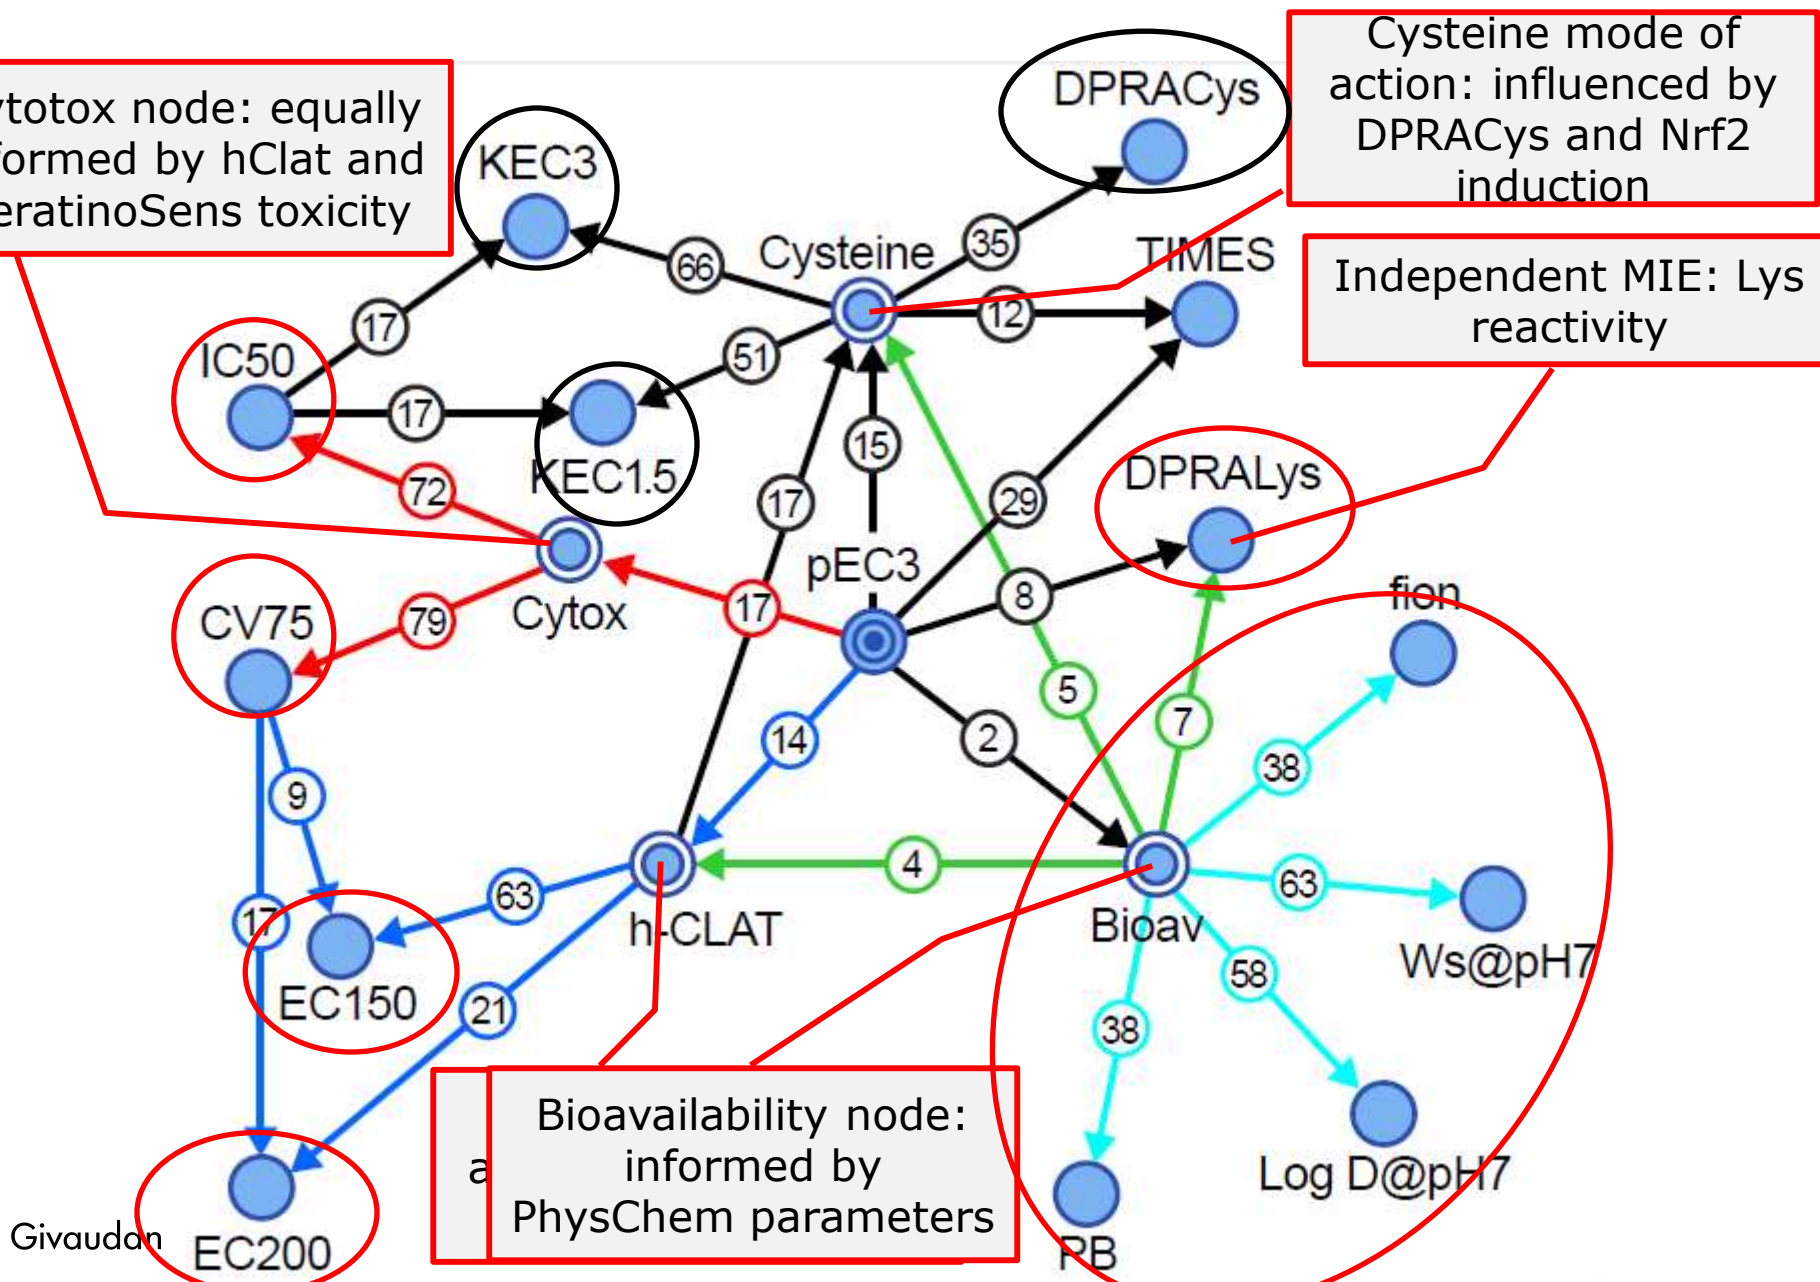 Cysteine mode of
action: influenced by
DPRACys and Nrf2
induction
ytotox node: equally
formed by hClat and
eratinoSens toxicity
KEC3
DPRACys
Cysteine
TIMES
Independent MIE: Lys
reactivity
35
66
12
17
IC50
51
17
KEC1.5
15
DPRALys
72
17
29
pEC3
fion
8
17
CV75
79
Cytox
5
7
14
2
38
9
4
63
63
17
h-CLAT
Bioav
Ws@pH7
58
EC150
21
38
Bioavailability node:
a
informed by
PhysChem parameters
Log D@pH7
Givaudan
EC200
PB